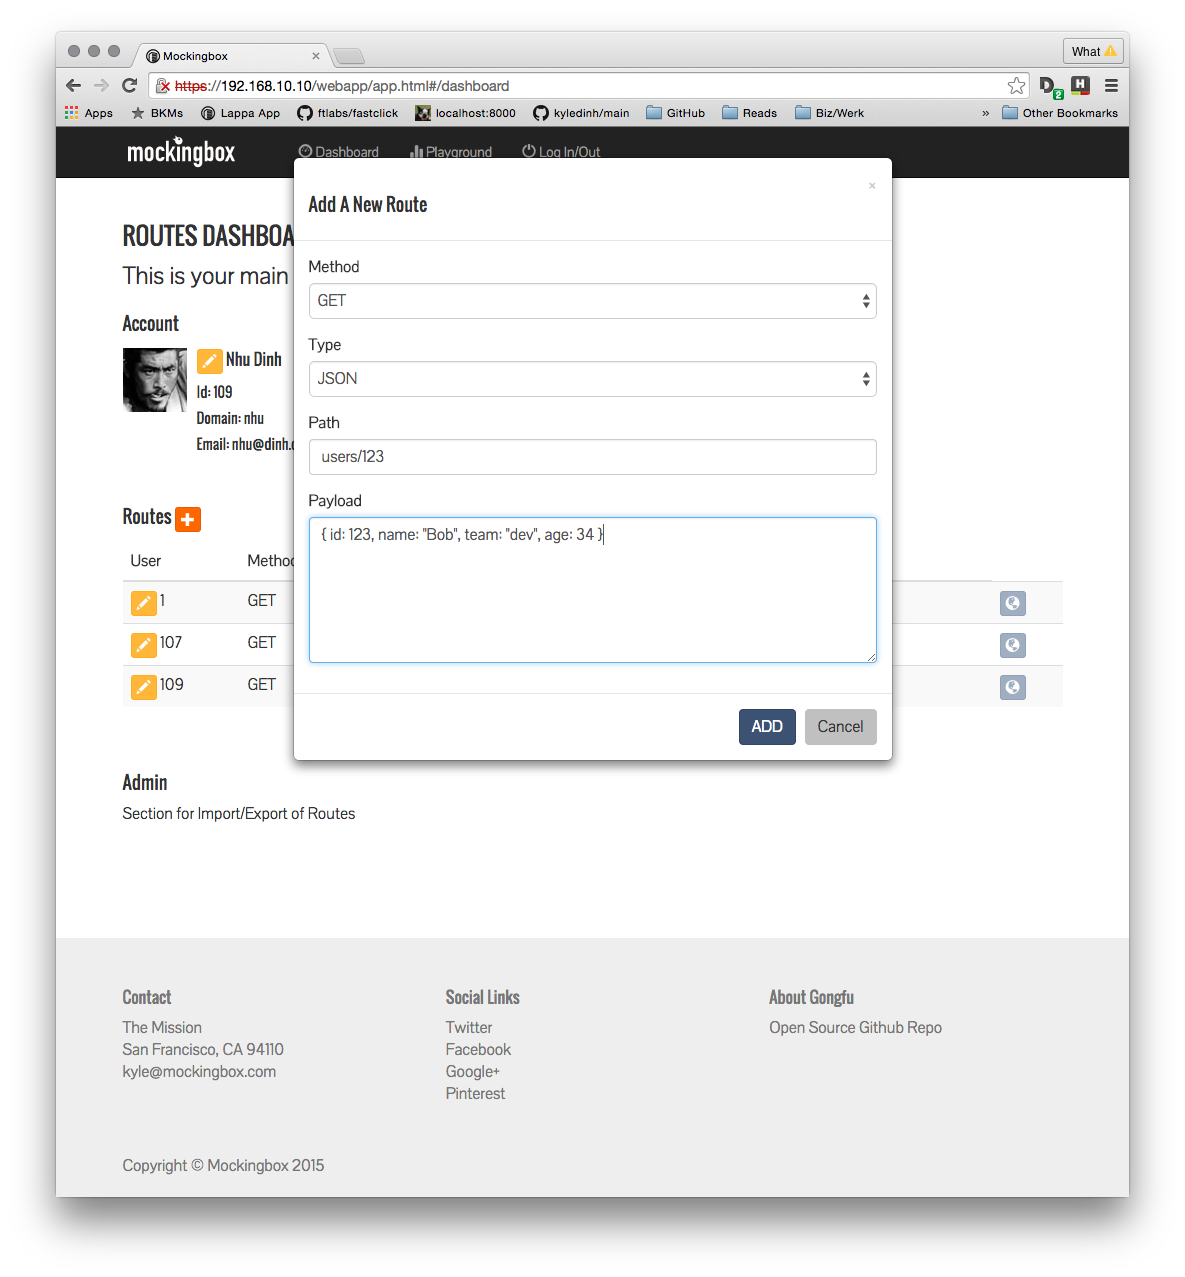 Mockingbox
What
https://192.168.10.10/webapp/app.html#/dashboard
Apps BKMs Lappa App ftlabs/fastclick localhost:8000 kyledinh/main GitHub Reads Biz/Werk » Other Bookmarks
mockingbox Dashboard Playground Log In/Out
×
Add A New Route
ROUTES DASHBOA
This is your main
Method
GET
Account
Type
Nhu Dinh
JSON
Id: 109
Domain: nhu
Path
Email: nhu@dinh.c
users/123
Payload
Routes
{ id: 123, name: "Bob", team: "dev", age: 34 }
User Method
1 GET
107 GET
109 GET
ADD Cancel
Admin
Section for Import/Export of Routes
Contact Social Links About Gongfu
The Mission Twitter Open Source Github Repo
San Francisco, CA 94110 Facebook
kyle@mockingbox.com Google+
Pinterest
Copyright © Mockingbox 2015